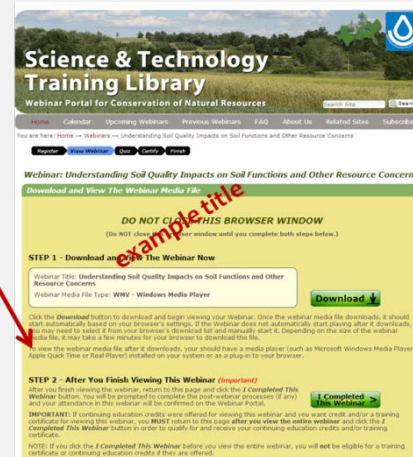 Science & Technology
Training Library
Webinar Portal for Conservation of Natural Resources
Search Site
Search
Home Calendar Upcoming Webinars Previous Webinars FAQ About Us Related Sites Subscribe
You are here: Home → Webinars → Understanding Soil Quality Impacts on Soil Functions and Other Resource Concerns
Register View Webinar Quiz Certify Finish
Webinar: Understanding Soil Quality Impacts on Soil Functions and Other Resource Concern
Download and View The Webinar Media File
DO NOT CLOSE THIS BROWSER WINDOW
(Do NOT close this browser window until you complete both steps below.)
example title
STEP 1 - Download and View The Webinar Now
Webinar Title: Understanding Soil Quality Impacts on Soil Functions and Other
Resource Concerns
Webinar Media File Type: WMV - Windows Media Player
Download
Click the Download button to download and begin viewing your Webinar. Once the webinar media file downloads, it should
start automatically based on your browser's settings. If the Webinar does not automatically start playing after it downloads,
you may need to select it from your browser's download list and manually start it. Depending on the size of the webinar
media file, it may take a few minutes for your browser to download the file.
To view the webinar media file after it downloads, your should have a media player (such as Microsoft Windows Media Player
Apple Quick Time or Real Player) installed on your system or as a plug-in to your browser.
STEP 2 - After You Finish Viewing This Webinar (Important)
After you finish viewing the webinar, return to this page and click the I Completed This
Webinar button. You will be prompted to complete the post-webinar processes (if any)
and your attendance in this webinar will be confirmed on the Webinar Portal.
I Completed
This Webinar >
IMPORTANT: If continuing education credits were offered for viewing this webinar and you want credit and/or a training
certificate for viewing this webinar, you MUST return to this page after you view the entire webinar and click the I
Completed This Webinar button in order to qualify for and receive your continuing education credits and/or training
certificate.
NOTE: If you click the I Completed This Webinar before you view the entire webinar, you will not be eligible for a training
certificate or continuing education credits if they are offered.